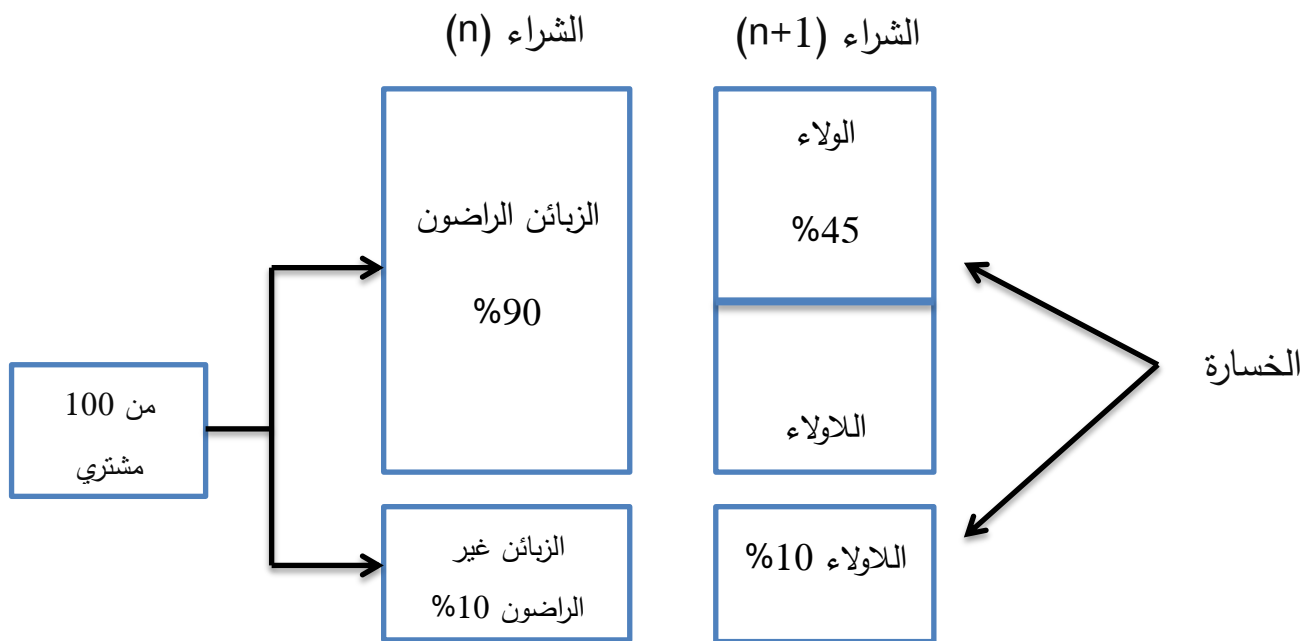 الشراء (n)
الشراء (n+1)
الولاء
%45
الزبائن الراضون
%90
الخسارة
من 100
مشتري
اللاولاء
الزبائن غير
الراضون 10%
اللاولاء 10%